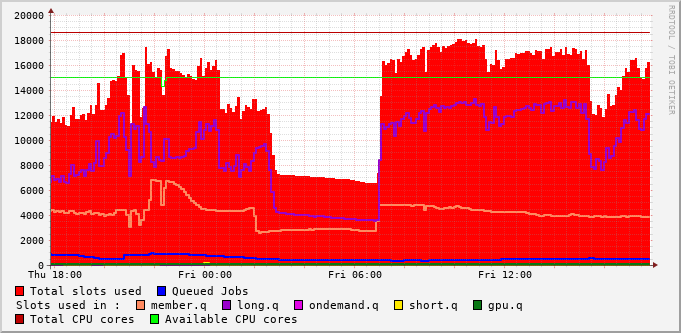 20000
18000
16000
14000
12000
10000
8000
6000
4000
2000
0
Thu 18:00 Fri 00:00 Fri 06:00 Fri 12:00
RRDTOOL / TOBI OETIKER
Total slots used Queued Jobs
Slots used in : member.q long.q ondemand.q short.q gpu.q
Total CPU cores Available CPU cores